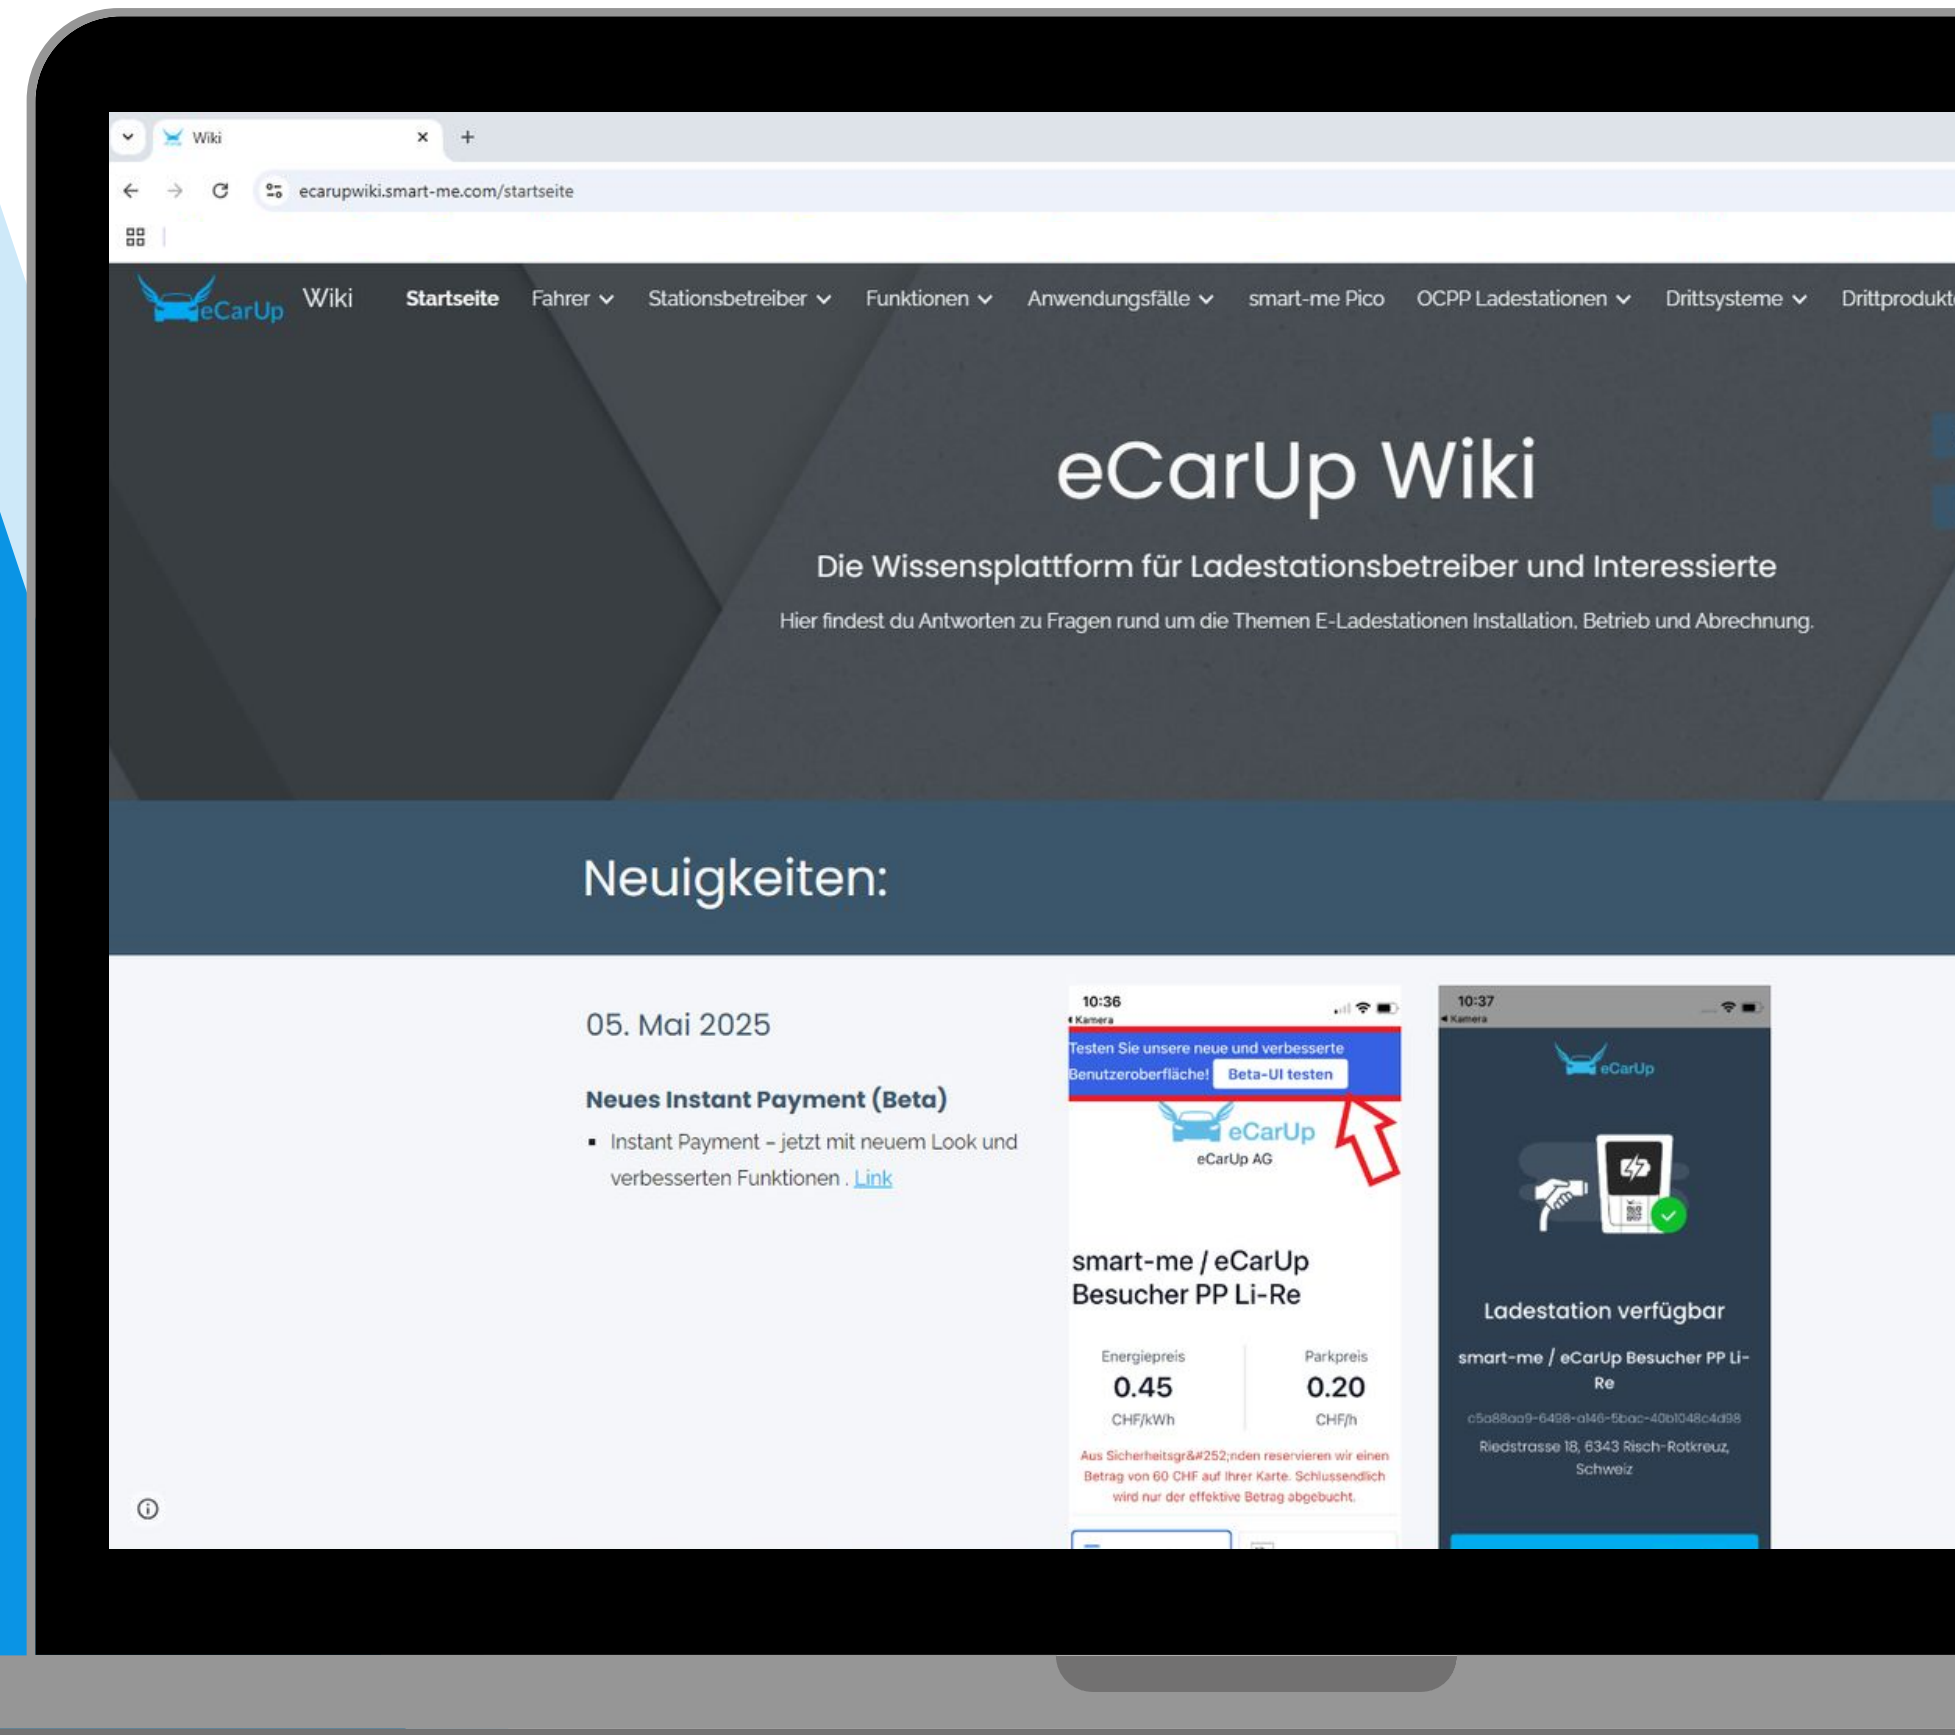 Wiki
ecarupwiki.smart-me.com/startseite
eCarUp Wiki Startseite Fahrer Stationsbetreiber Funktionen Anwendungsfälle smart-me Pico OCPP Ladestationen Drittsysteme Drittprodukte
eCarUp Wiki
Die Wissensplattform für Ladestationsbetreiber und Interessierte
Hier findest du Antworten zu Fragen rund um die Themen E-Ladestationen Installation, Betrieb und Abrechnung.
Neuigkeiten:
05. Mai 2025
Neues Instant Payment (Beta)
▪ Instant Payment – jetzt mit neuem Look und
verbesserten Funktionen . Link
10:36
Kamera
Testen Sie unsere neue und verbesserte
Benutzeroberfläche! Beta-UI testen
eCarUp
eCarUp AG
smart-me / eCarUp
Besucher PP Li-Re
Energiepreis Parkpreis
0.45 0.20
CHF/kWh CHF/h
Aus Sicherheitsgr&#252;nden reservieren wir einen
Betrag von 60 CHF auf Ihrer Karte. Schlussendlich
wird nur der effektive Betrag abgebucht.
10:37
Kamera
eCarUp
Ladestation verfügbar
smart-me / eCarUp Besucher PP Li-
Re
c5a88aa9-6498-a146-5bac-40b1048c4d98
Riedstrasse 18, 6343 Risch-Rotkreuz,
Schweiz